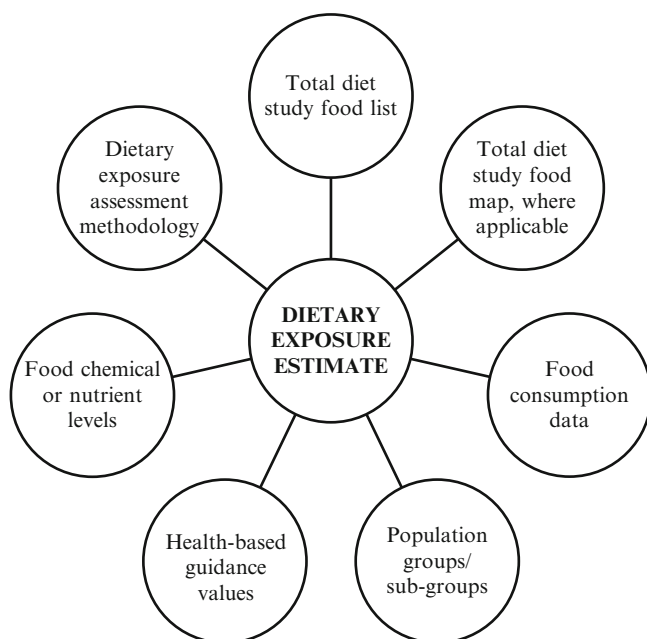 Total diet
study food list
Dietary
exposure
assessment
methodology
Total diet
study food
map, where
applicable
DIETARY
EXPOSURE
ESTIMATE
Food chemical
or nutrient
levels
Food
consumption
data
Health-based
guidance
values
Population
groups/
sub-groups